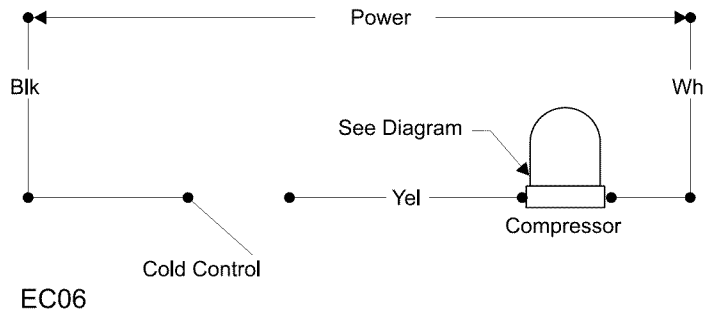 Power
Blk
Wh
See Diagram
Yel
Compressor
Cold Control
EC06